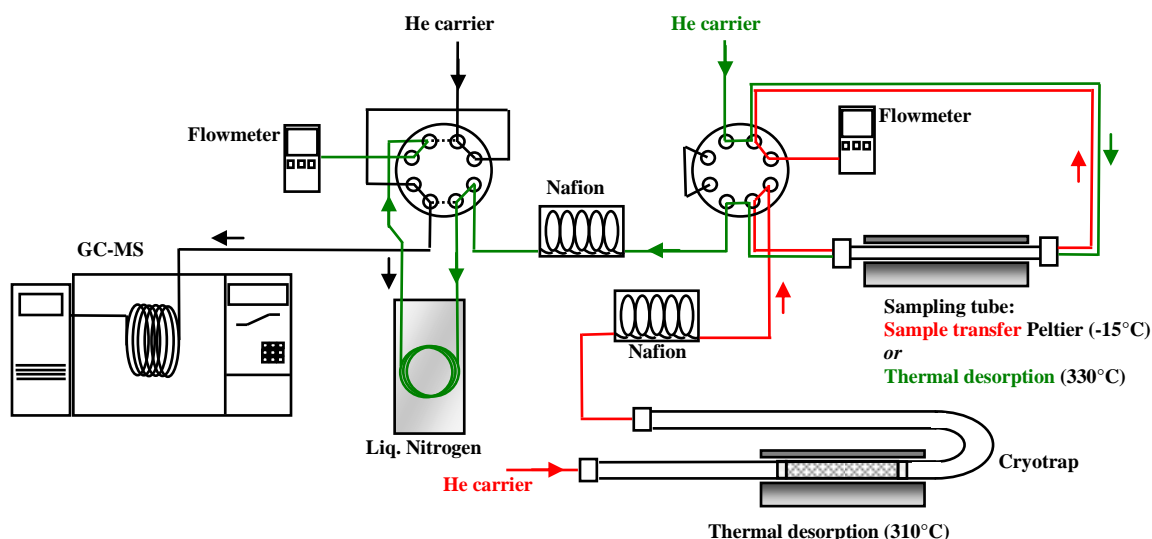 He carrier
He carrier
Flowmeter
Flowmeter
Nafion
GC-MS
Nafion
Sampling tube:
Sample transfer Peltier (-15°C)
or
Thermal desorption (330°C)
Liq. Nitrogen
He carrier
Cryotrap
Thermal desorption (310°C)